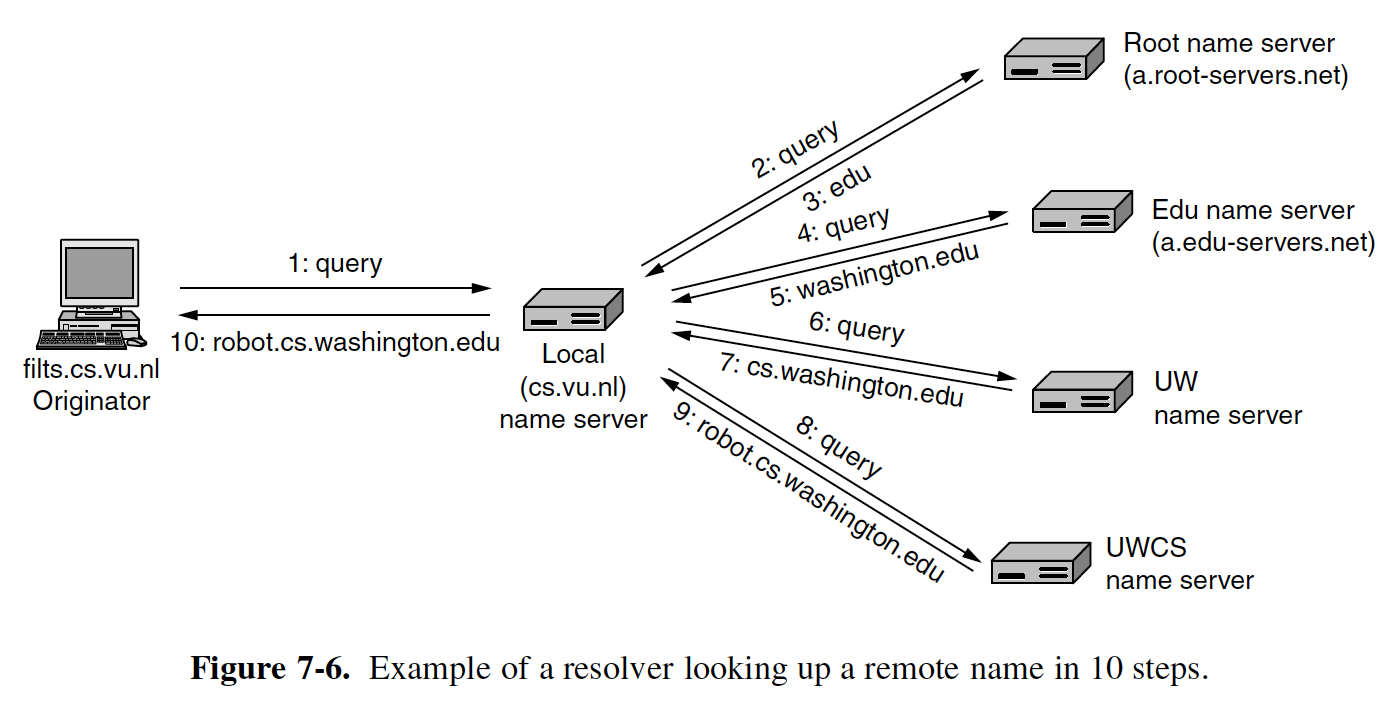 Root name server
(a.root-servers.net)
2: query
3: edu
4: query
Edu name server
(a.edu-servers.net)
5: washington.edu
1: query
10: robot.cs.washington.edu
filts.cs.vu.nl
Originator
Local
(cs.vu.nl)
name server
6: query
7: cs.washington.edu
UW
name server
8: query
9: robot.cs.washington.edu
UWCS
name server
Figure 7-6. Example of a resolver looking up a remote name in 10 steps.